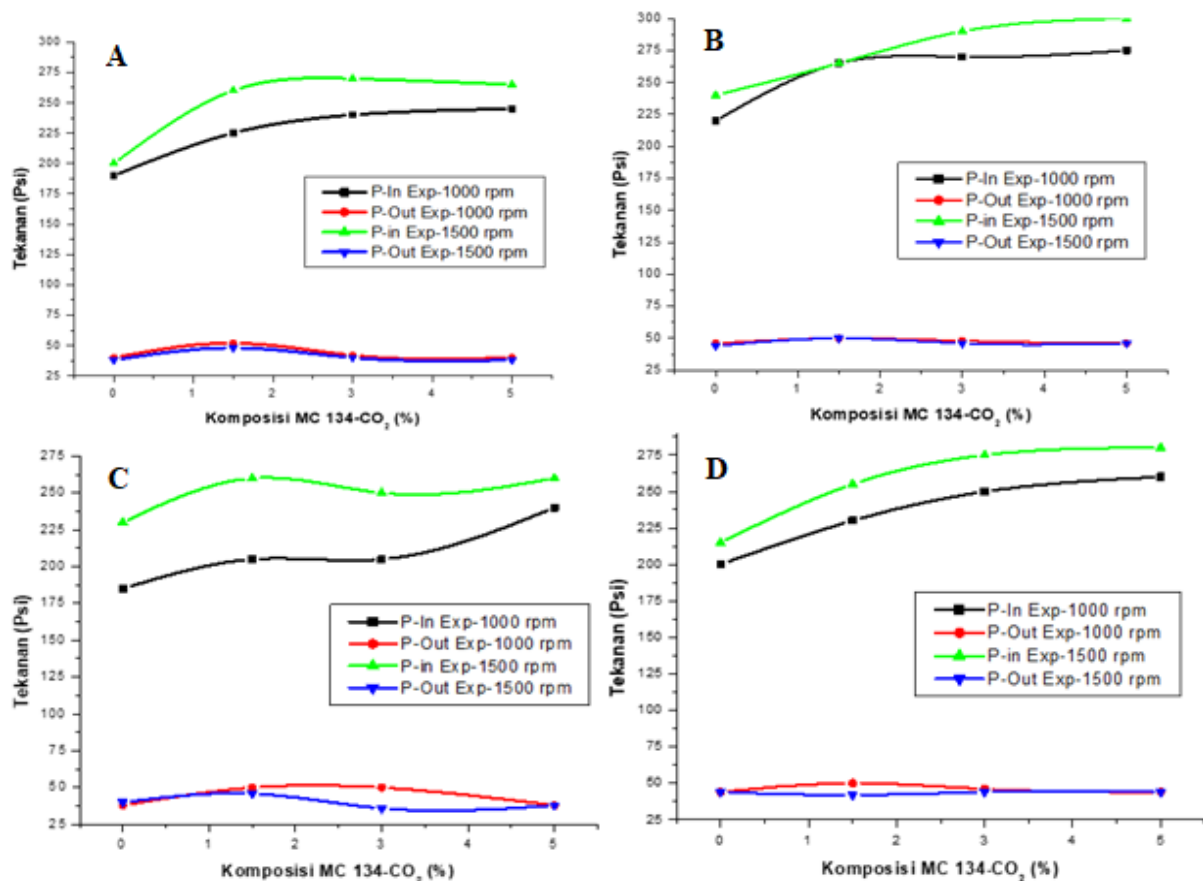 A
300
275
250
225
200
175
150
125
100
75
50
25
Tekanan (Psi)
P-In Exp-1000 rpm
P-Out Exp-1000 rpm
P-in Exp-1500 rpm
P-Out Exp-1500 rpm
0 1 2 3 4 5
Komposisi MC 134-CO₂ (%)
B
300
275
250
225
200
175
150
125
100
75
50
25
Tekanan (Psi)
P-In Exp-1000 rpm
P-Out Exp-1000 rpm
P-in Exp-1500 rpm
P-Out Exp-1500 rpm
0 1 2 3 4 5
Komposisi MC 134-CO₂ (%)
C
275
250
225
200
175
150
125
100
75
50
25
Tekanan (Psi)
P-In Exp-1000 rpm
P-Out Exp-1000 rpm
P-in Exp-1500 rpm
P-Out Exp-1500 rpm
0 1 2 3 4 5
Komposisi MC 134-CO₂ (%)
D
275
250
225
200
175
150
125
100
75
50
25
Tekanan (Psi)
P-In Exp-1000 rpm
P-Out Exp-1000 rpm
P-in Exp-1500 rpm
P-Out Exp-1500 rpm
0 1 2 3 4 5
Komposisi MC 134-CO₂ (%)